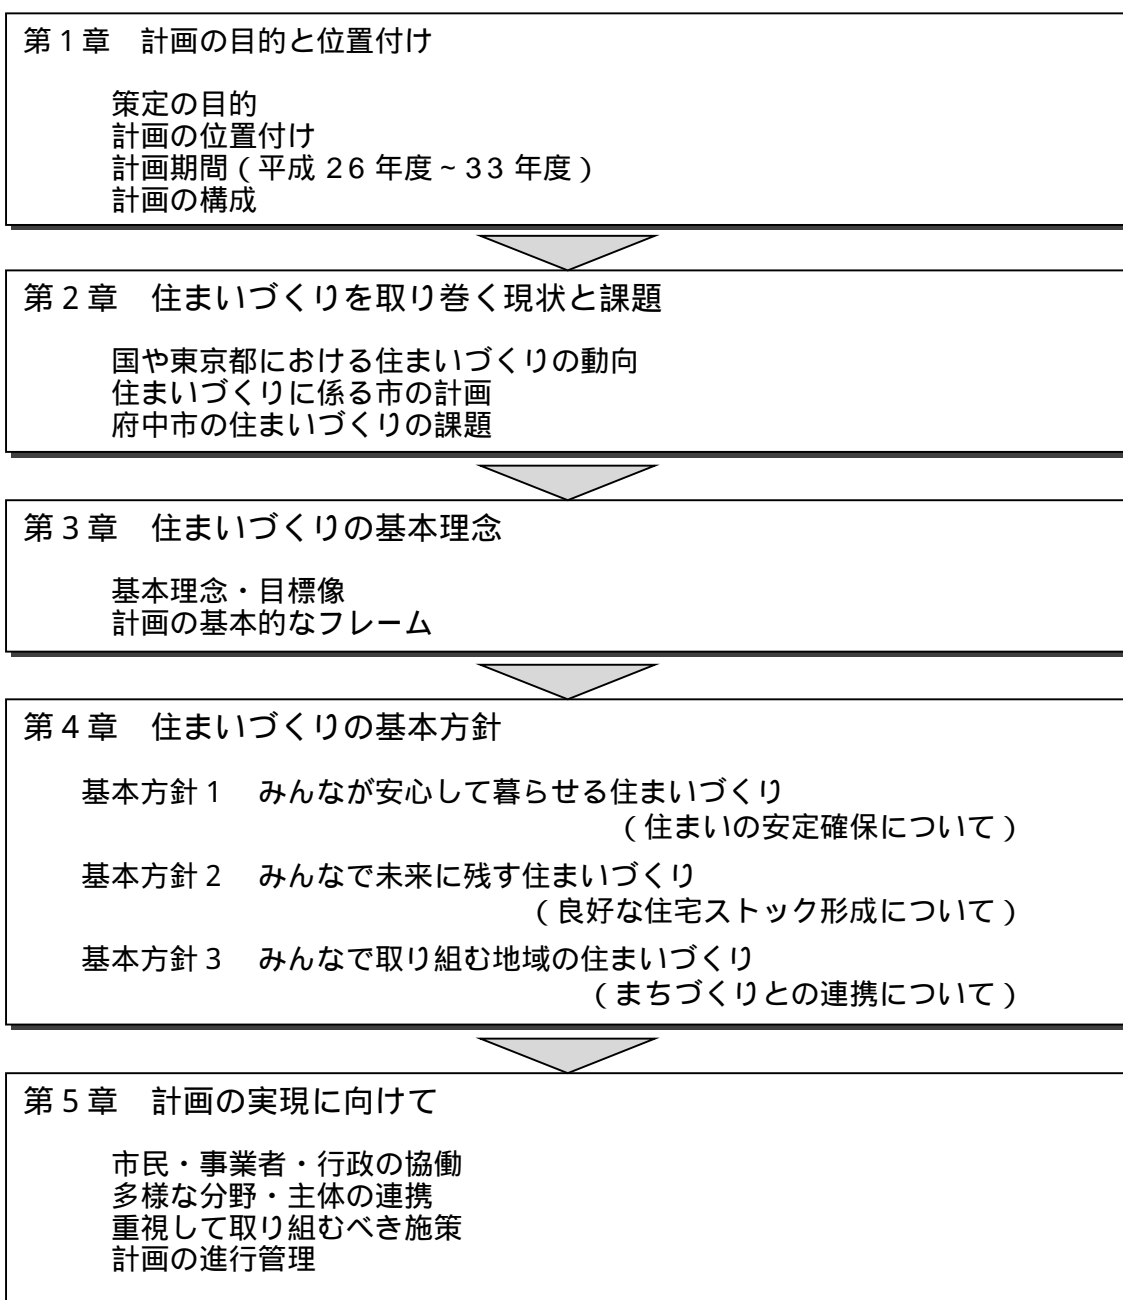 第１章　計画の目的と位置付け
策定の目的
計画の位置付け
計画期間（平成 26 年度～33 年度）
計画の構成
第２章　住まいづくりを取り巻く現状と課題
国や東京都における住まいづくりの動向
住まいづくりに係る市の計画
府中市の住まいづくりの課題
第３章　住まいづくりの基本理念
基本理念・目標像
計画の基本的なフレーム
第４章　住まいづくりの基本方針
基本方針１　みんなが安心して暮らせる住まいづくり
（住まいの安定確保について）
基本方針２　みんなで未来に残す住まいづくり
（良好な住宅ストック形成について）
基本方針３　みんなで取り組む地域の住まいづくり
（まちづくりとの連携について）
第５章　計画の実現に向けて
市民・事業者・行政の協働
多様な分野・主体の連携
重視して取り組むべき施策
計画の進行管理